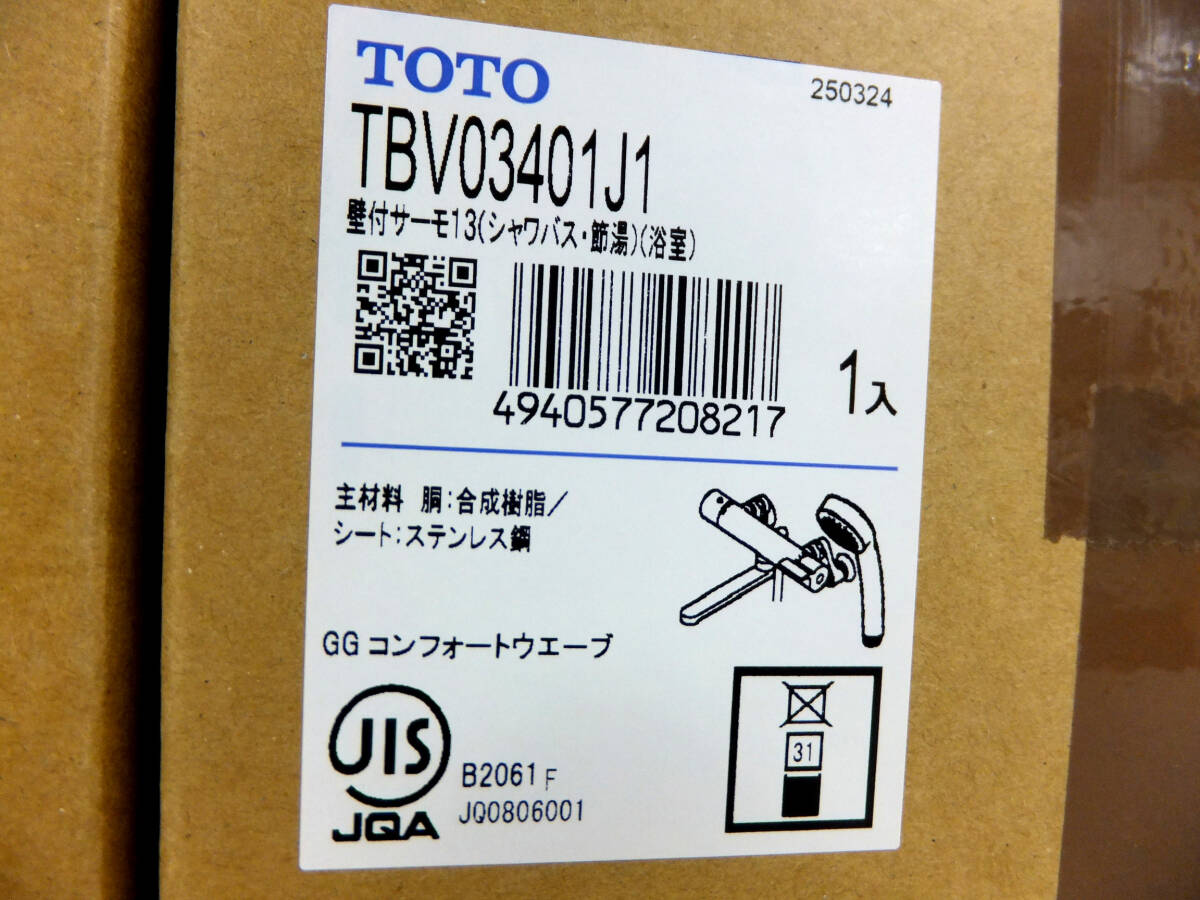 TOTO
250324
TBV03401J1
壁付サーモ13(シャワバス・節湯)(浴室)
4940577208217
1入
主材料 胴:合成樹脂/
シート:ステンレス鋼
GGコンフォートウエーブ
JIS
JQA
B2061 F
JQ0806001
31